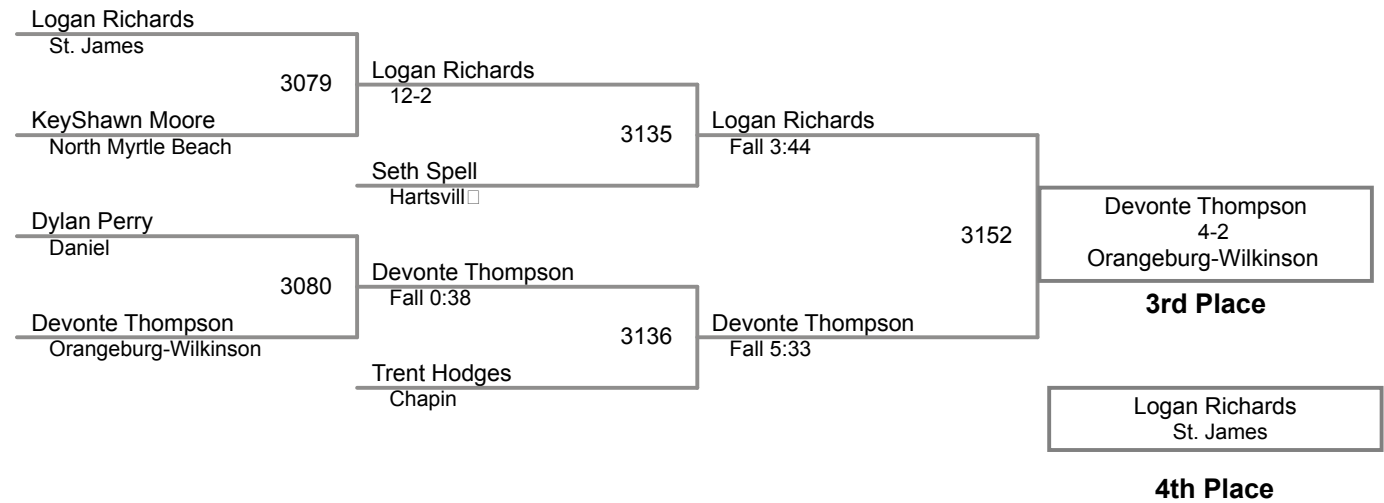 Logan Richards
St. James
3079
KeyShawn Moore
North Myrtle Beach
Dylan Perry
Daniel
3080
Devonte Thompson
Orangeburg-Wilkinson
Logan Richards
12-2
3135
Seth Spell
Hartsvill□
Devonte Thompson
Fall 0:38
3136
Trent Hodges
Chapin
Logan Richards
Fall 3:44
3152
Devonte Thompson
Fall 5:33
Devonte Thompson
4-2
Orangeburg-Wilkinson
3rd Place
Logan Richards
St. James
4th Place